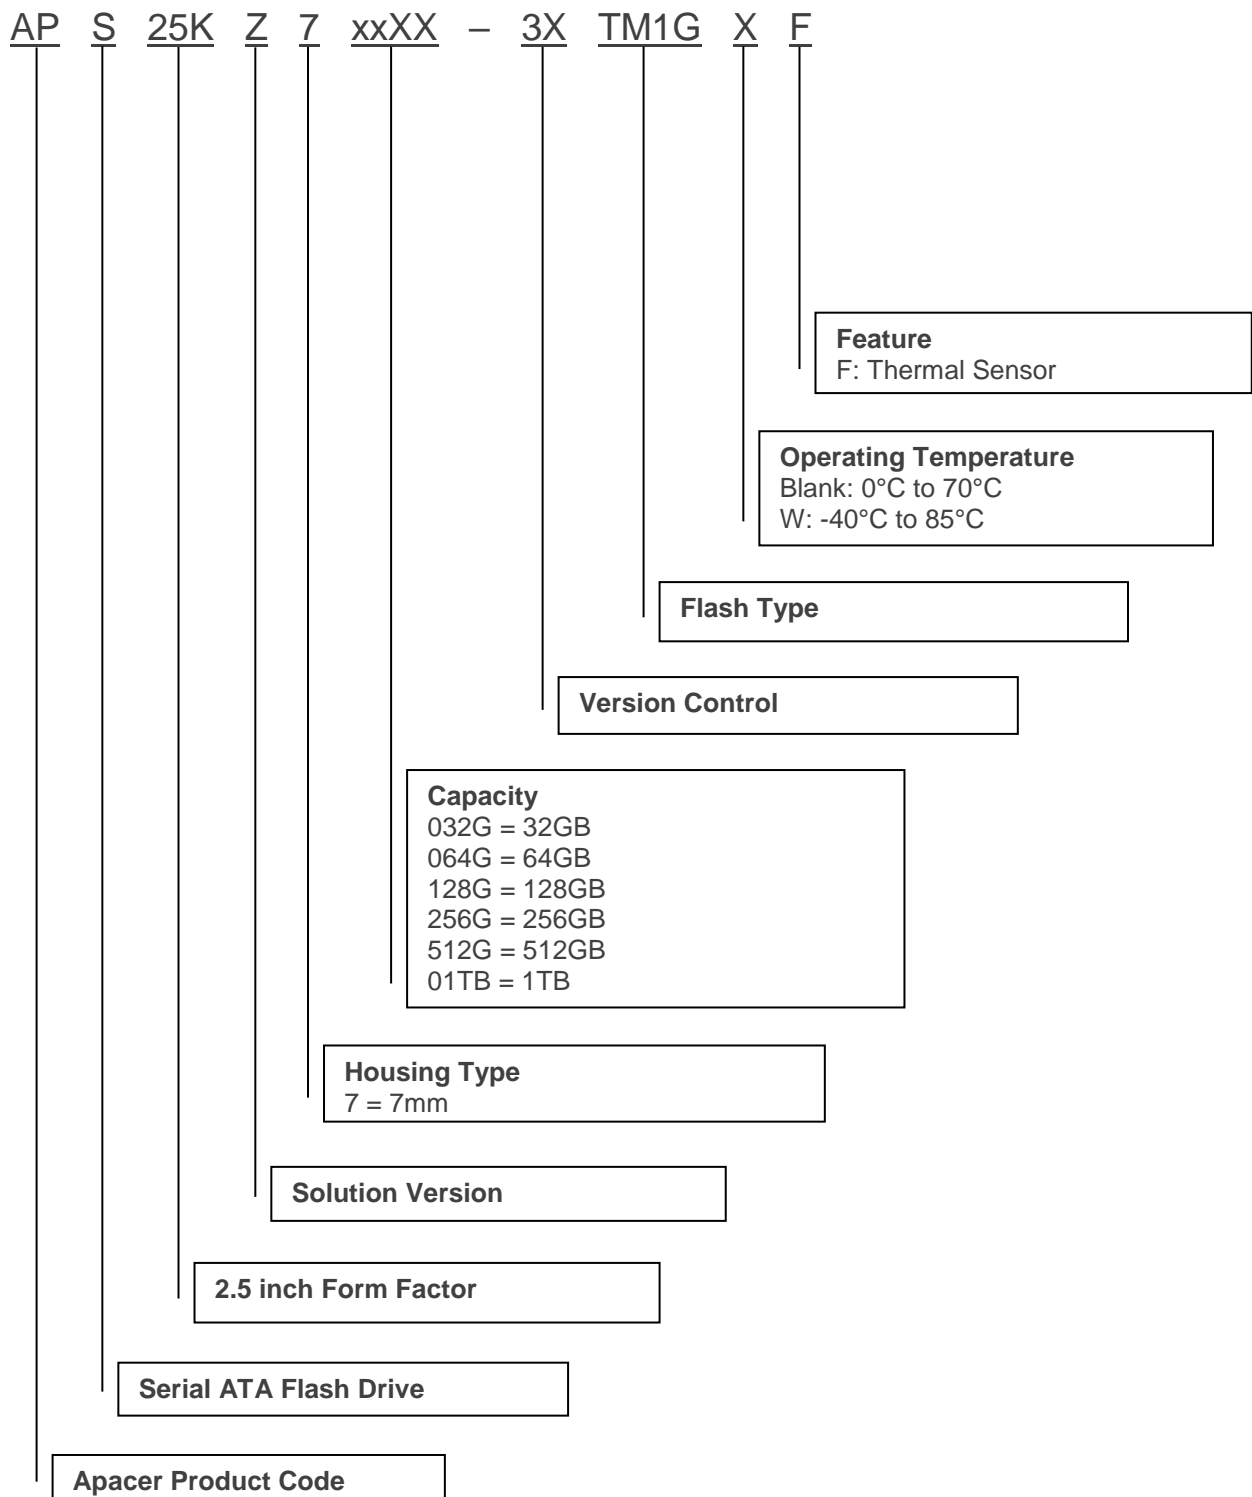 AP S 25K Z 7 xxXX – 3X TM1G X F
Feature
F: Thermal Sensor
Operating Temperature
Blank: 0°C to 70°C
W: -40°C to 85°C
Flash Type
Version Control
Capacity
032G = 32GB
064G = 64GB
128G = 128GB
256G = 256GB
512G = 512GB
01TB = 1TB
Housing Type
7 = 7mm
Solution Version
2.5 inch Form Factor
Serial ATA Flash Drive
Apacer Product Code